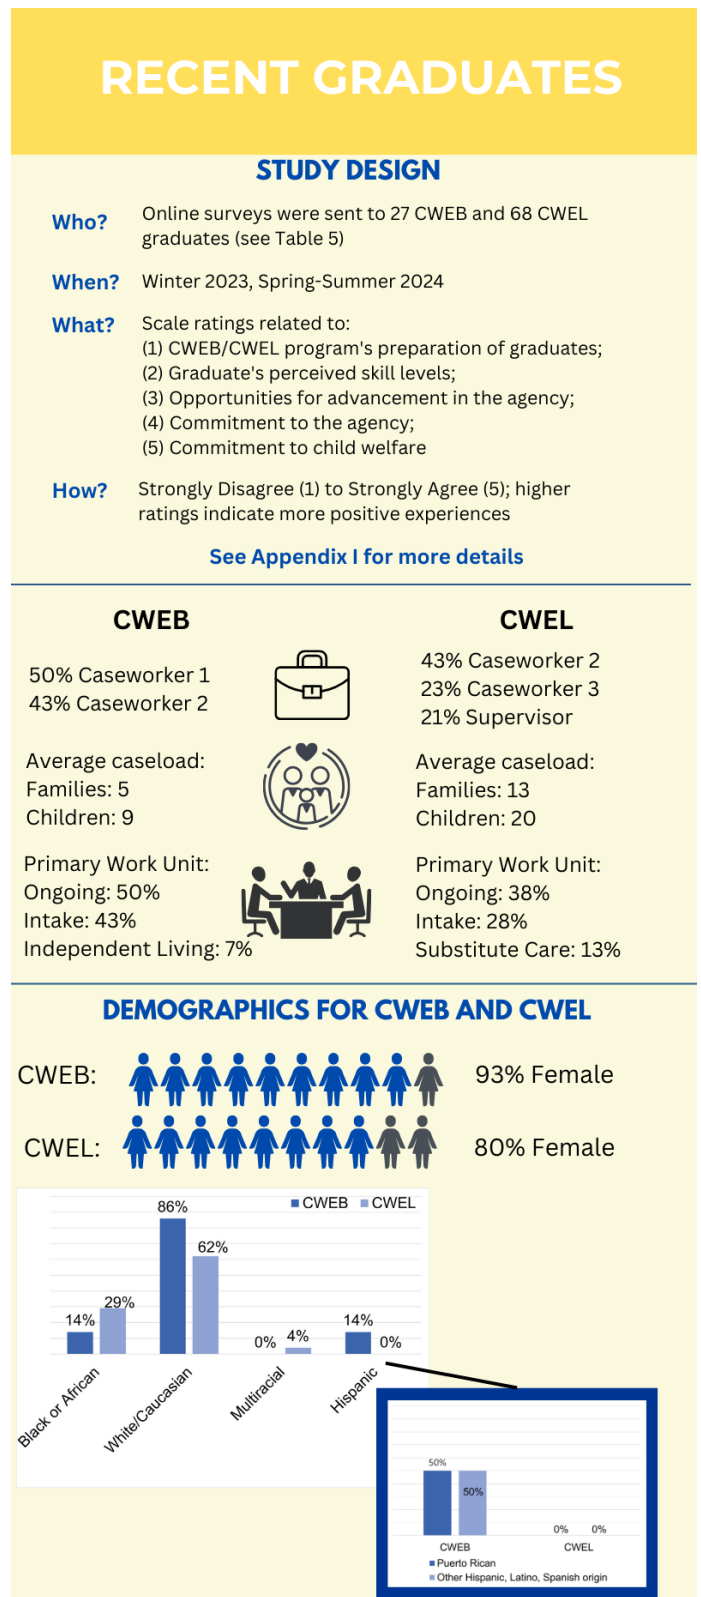 RECENT GRADUATES
STUDY DESIGN
Who?
Online surveys were sent to 27 CWEB and 68 CWEL
graduates (see Table 5)
When?
Winter 2023, Spring-Summer 2024
What?
Scale ratings related to:
(1) CWEB/CWEL program's preparation of graduates;
(2) Graduate's perceived skill levels;
(3) Opportunities for advancement in the agency;
(4) Commitment to the agency;
(5) Commitment to child welfare
How?
Strongly Disagree (1) to Strongly Agree (5); higher
ratings indicate more positive experiences
See Appendix I for more details
CWEB
50% Caseworker 1
43% Caseworker 2
Average caseload:
Families: 5
Children: 9
Primary Work Unit:
Ongoing: 50%
Intake: 43%
Independent Living: 7%
CWEL
43% Caseworker 2
23% Caseworker 3
21% Supervisor
Average caseload:
Families: 13
Children: 20
Primary Work Unit:
Ongoing: 38%
Intake: 28%
Substitute Care: 13%
DEMOGRAPHICS FOR CWEB AND CWEL
CWEB:
93% Female
CWEL:
80% Female
CWEB
CWEL
14%
29%
86%
62%
0%
4%
14%
0%
Black or African
White/Caucasian
Multiracial
Hispanic
50%
50%
0%
0%
CWEB
CWEL
Puerto Rican
Other Hispanic, Latino, Spanish origin